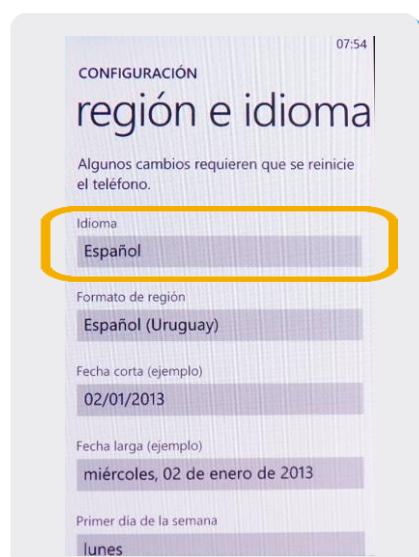 07:54
CONFIGURACIÓN
región e idioma
Algunos cambios requieren que se reinicie
el teléfono.
Idioma
Español
Formato de región
Español (Uruguay)
Fecha corta (ejemplo)
02/01/2013
Fecha larga (ejemplo)
miércoles, 02 de enero de 2013
Primer día de la semana
lunes